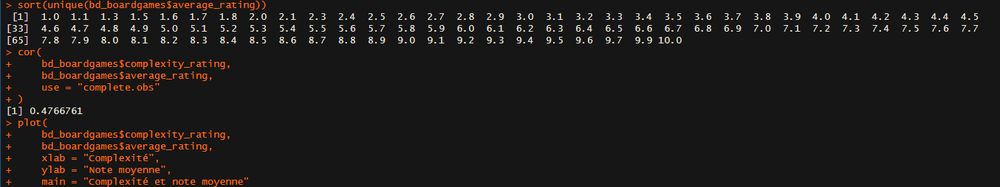 > sort(unique(bd_boardgames$average_rating))
 [1]  1.0  1.1  1.3  1.5  1.6  1.7  1.8  2.0  2.1  2.3  2.4  2.5  2.6  2.7  2.8  2.9  3.0  3.1  3.2  3.3  3.4  3.5  3.6  3.7  3.8  3.9  4.0  4.1  4.2  4.3  4.4  4.5
[33]  4.6  4.7  4.8  4.9  5.0  5.1  5.2  5.3  5.4  5.5  5.6  5.7  5.8  5.9  6.0  6.1  6.2  6.3  6.4  6.5  6.6  6.7  6.8  6.9  7.0  7.1  7.2  7.3  7.4  7.5  7.6  7.7
[65]  7.8  7.9  8.0  8.1  8.2  8.3  8.4  8.5  8.6  8.7  8.8  8.9  9.0  9.1  9.2  9.3  9.4  9.5  9.6  9.7  9.9 10.0
> cor(
+     bd_boardgames$complexity_rating,
+     bd_boardgames$average_rating,
+     use = "complete.obs"
+ )
[1] 0.4766761
> plot(
+     bd_boardgames$complexity_rating,
+     bd_boardgames$average_rating,
+     xlab = "Complexité",
+     ylab = "Note moyenne",
+     main = "Complexité et note moyenne"